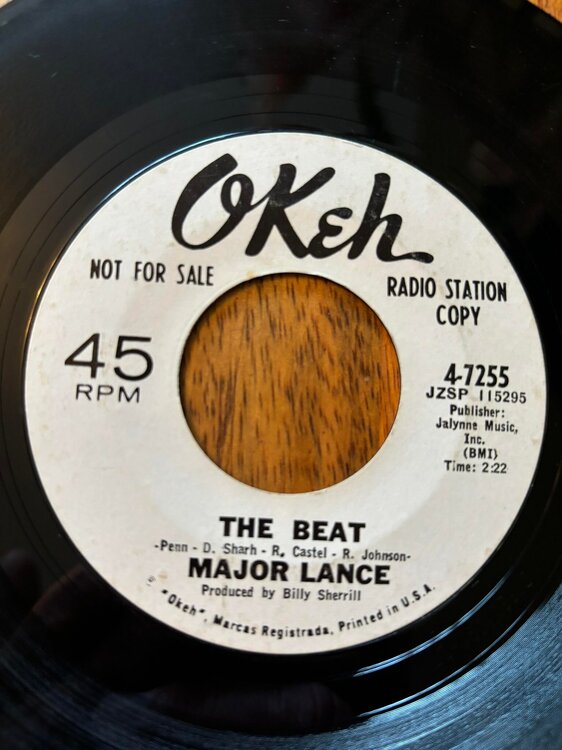 OKeh
NOT FOR SALE
RADIO STATION
COPY
45
RPM
4-7255
JZSP 115295
Publisher:
Jalynne Music,
Inc.
(BMI)
Time: 2:22
THE BEAT
-Penn - D. Sharh - R. Castel - R. Johnson-
MAJOR LANCE
Produced by Billy Sherrill
"Okeh", Marcas Registrada, Printed in U.S.A.